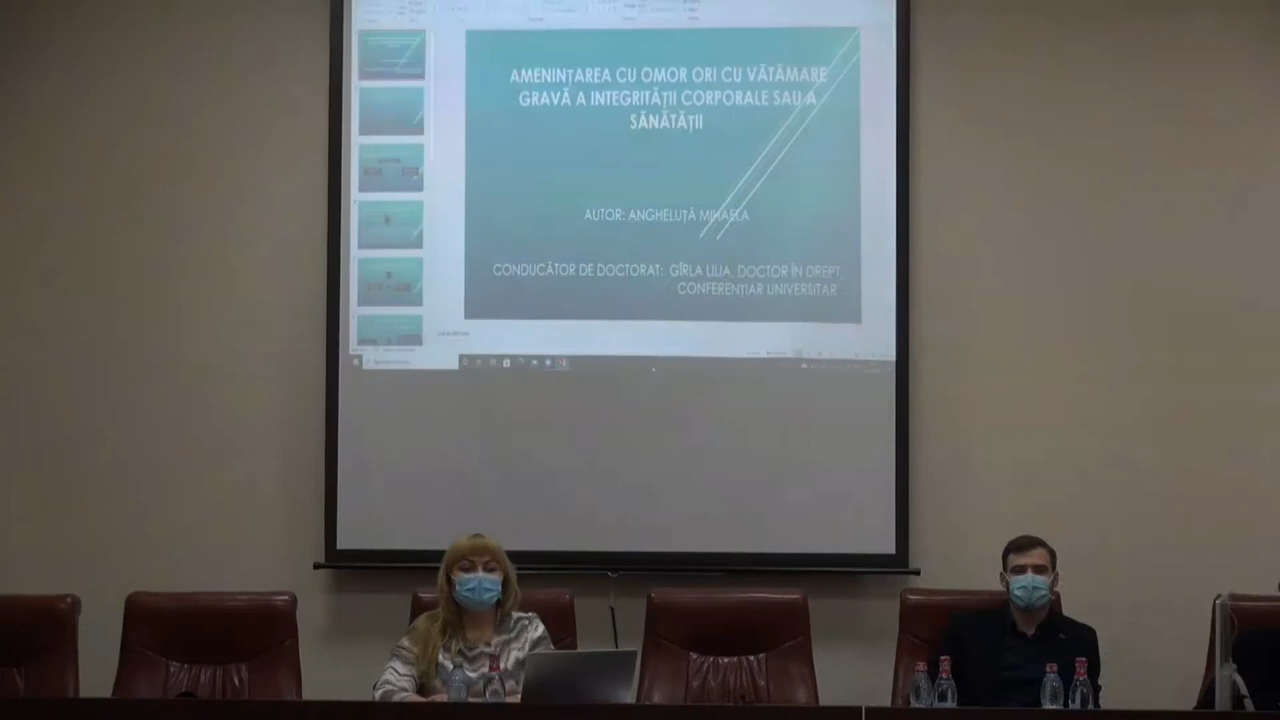 AMENINȚAREA CU OMOR ORI CU VĂTĂMARE
GRAVĂ A INTEGRITĂȚII CORPORALE SAU A
SĂNĂTĂȚII
AUTOR: ANGHELUȚĂ MIHAELA
CONDUCĂTOR DE DOCTORAT: GÎRLA LILIA, DOCTOR ÎN DREPT,
CONFERENȚIAR UNIVERSITAR